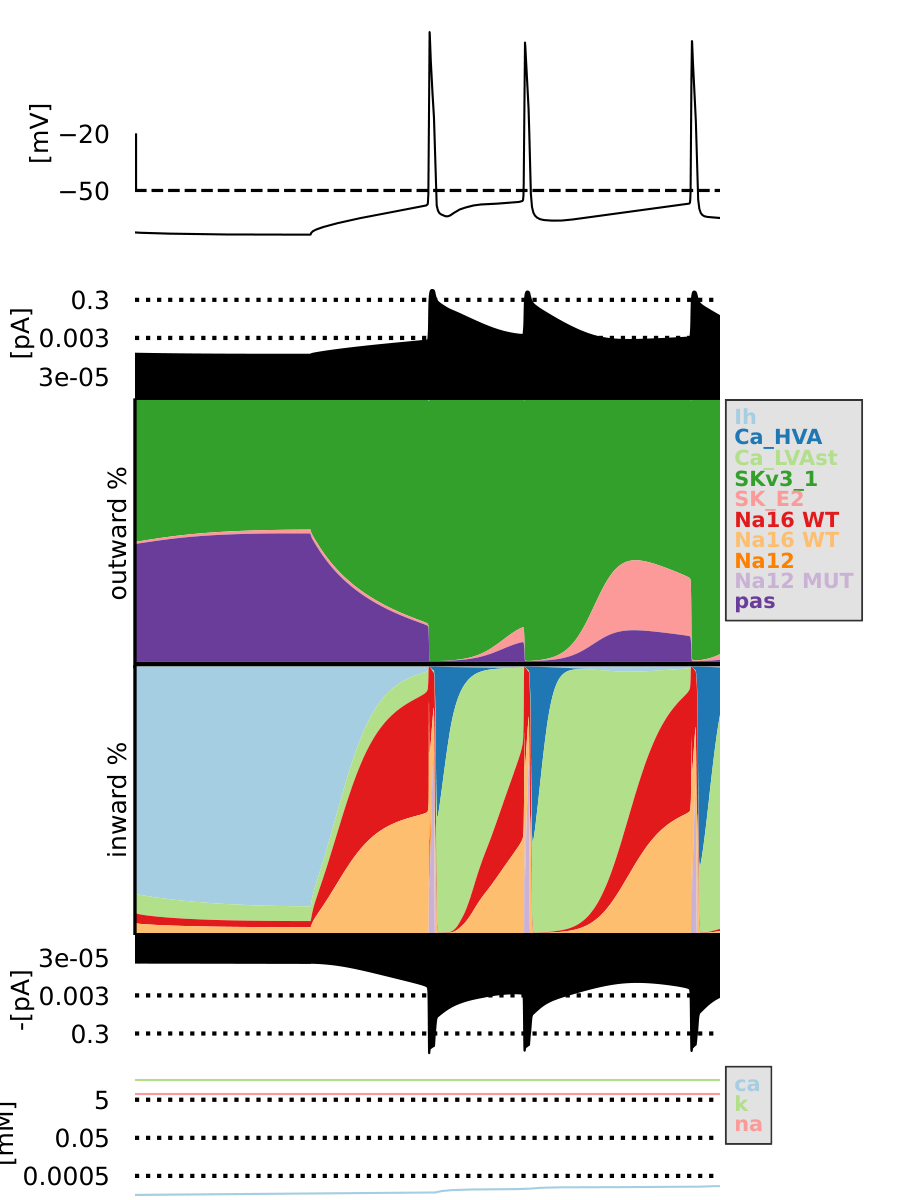 [mV]
−20
−50
[pA]
0.3
0.003
3e-05
outward %
Ih
Ca_HVA
Ca_LVAst
SKv3_1
SK_E2
Na16 WT
Na16 WT
Na12
Na12 MUT
pas
inward %
-[pA]
3e-05
0.003
0.3
[mM]
5
0.05
0.0005
ca
k
na